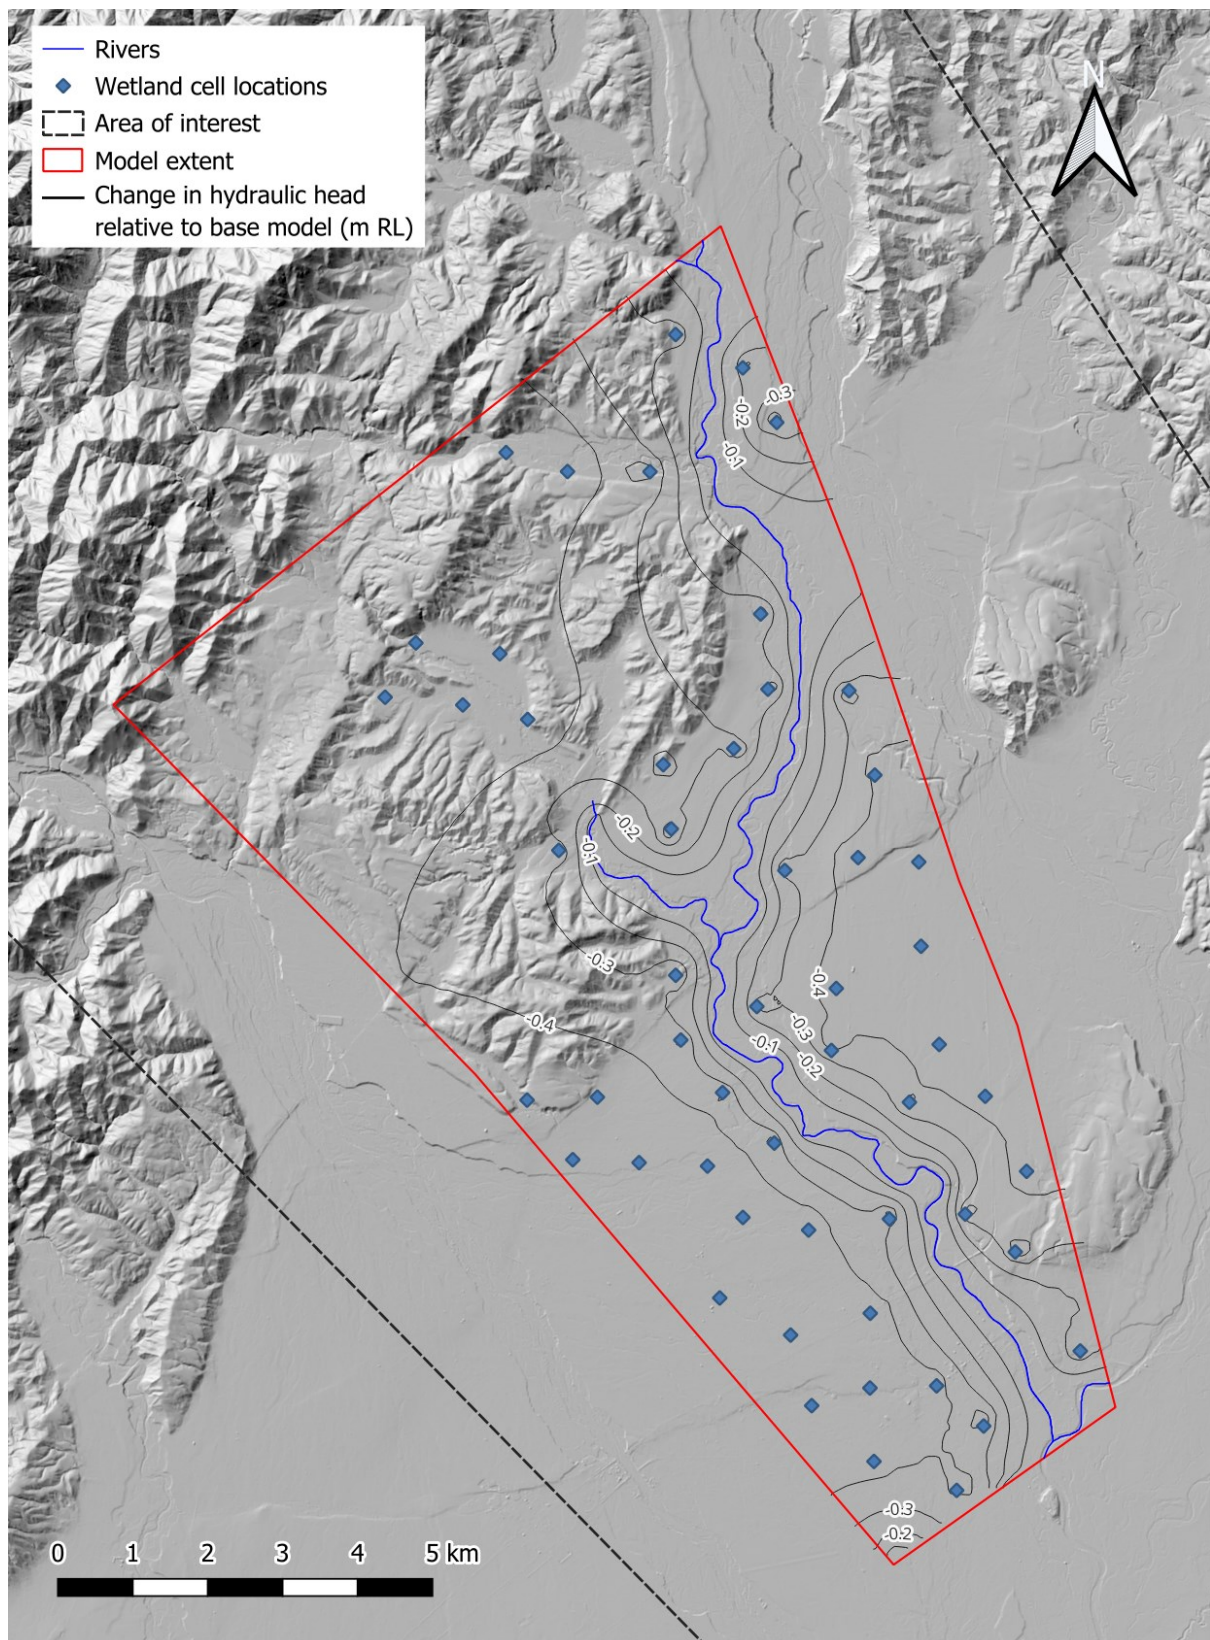 Rivers
Wetland cell locations
Area of interest
Model extent
Change in hydraulic head
relative to base model (m RL)
N
-0.3
-0.2
-0.1
-0.2
-0.1
-0.3
-0.4
-0.4
-0.3
-0.1
-0.2
-0.3
-0.2
0 1 2 3 4 5 km